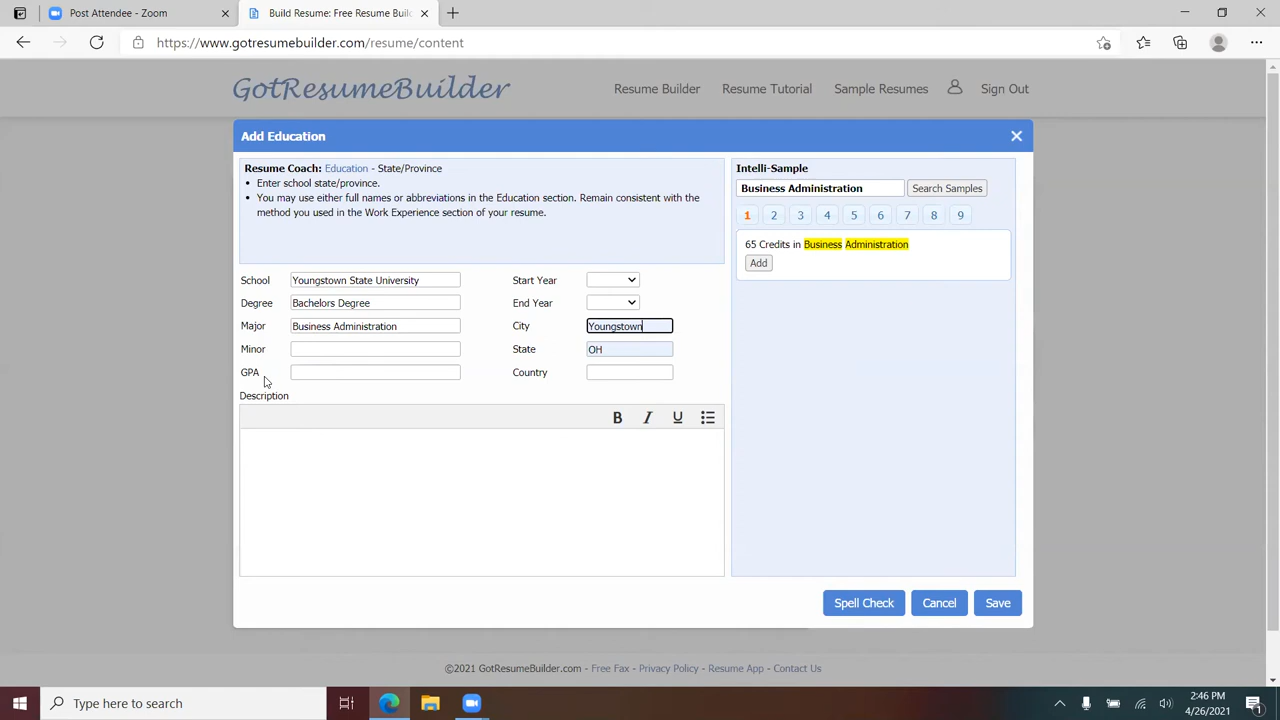 Post Attendee - Zoom
Build Resume: Free Resume Buil
https://www.gotresumebuilder.com/resume/content
GotResumeBuilder
Resume Builder
Resume Tutorial
Sample Resumes
Sign Out
Add Education
Resume Coach: Education - State/Province
Enter school state/province.
You may use either full names or abbreviations in the Education section. Remain consistent with the
method you used in the Work Experience section of your resume.
Intelli-Sample
Business Administration
Search Samples
1 2 3 4 5 6 7 8 9
65 Credits in Business Administration
Add
School Youngstown State University
Start Year
Degree Bachelors Degree
End Year
Major Business Administration
City Youngstown
Minor
State OH
GPA
Country
Description
B I U
Spell Check
Cancel
Save
©2021 GotResumeBuilder.com - Free Fax - Privacy Policy - Resume App - Contact Us
Type here to search
2:46 PM
4/26/2021
1